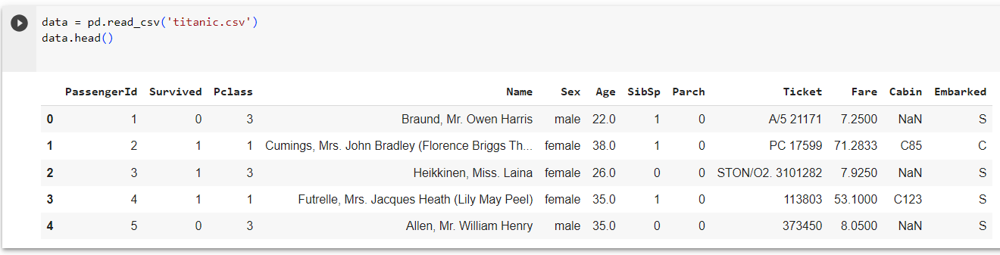 data = pd.read_csv('titanic.csv')
data.head()
PassengerId Survived Pclass Name Sex Age SibSp Parch Ticket Fare Cabin Embarked
0 1 0 3 Braund, Mr. Owen Harris male 22.0 1 0 A/5 21171 7.2500 NaN S
1 2 1 1 Cumings, Mrs. John Bradley (Florence Briggs Th... female 38.0 1 0 PC 17599 71.2833 C85 C
2 3 1 3 Heikkinen, Miss. Laina female 26.0 0 0 STON/O2. 3101282 7.9250 NaN S
3 4 1 1 Futrelle, Mrs. Jacques Heath (Lily May Peel) female 35.0 1 0 113803 53.1000 C123 S
4 5 0 3 Allen, Mr. William Henry male 35.0 0 0 373450 8.0500 NaN S